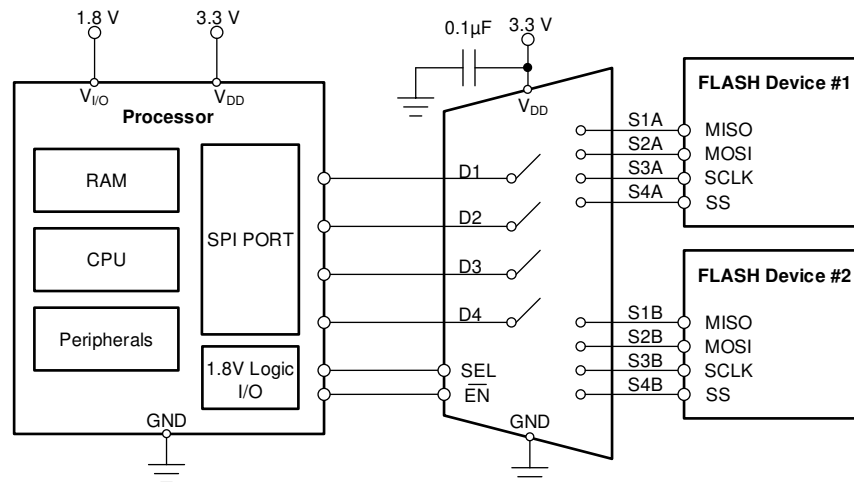 1.8 V
3.3 V
V_I/O
V_DD
Processor
RAM
CPU
Peripherals
SPI PORT
1.8V Logic
I/O
GND
0.1µF
3.3 V
V_DD
D1
D2
D3
D4
SEL
E̅N̅
GND
S1A
S2A
S3A
S4A
FLASH Device #1
MISO
MOSI
SCLK
SS
S1B
S2B
S3B
S4B
FLASH Device #2
MISO
MOSI
SCLK
SS